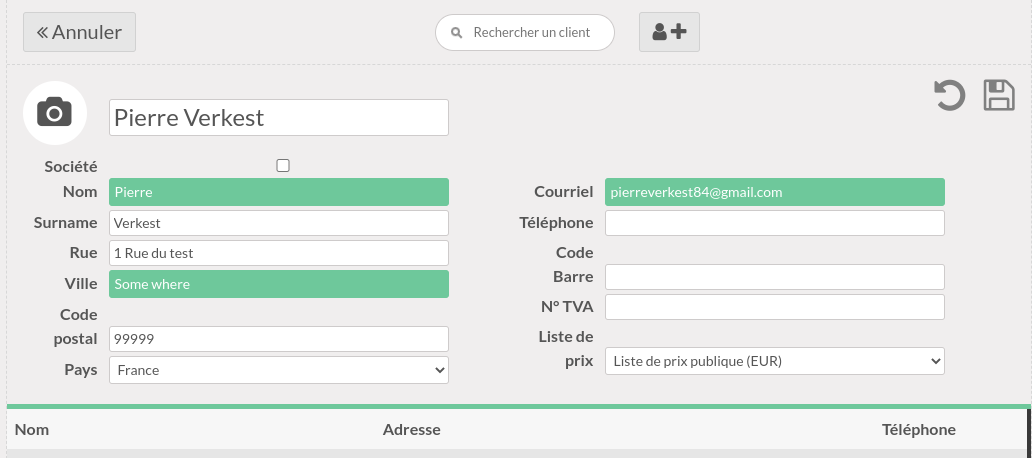 « Annuler
Rechercher un client
Pierre Verkest
Société
Nom Pierre
Surname Verkest
Rue 1 Rue du test
Ville Some where
Code
postal 99999
Pays France
Courriel pierreverkest84@gmail.com
Téléphone
Code
Barre
N° TVA
Liste de
prix Liste de prix publique (EUR)
Nom Adresse Téléphone